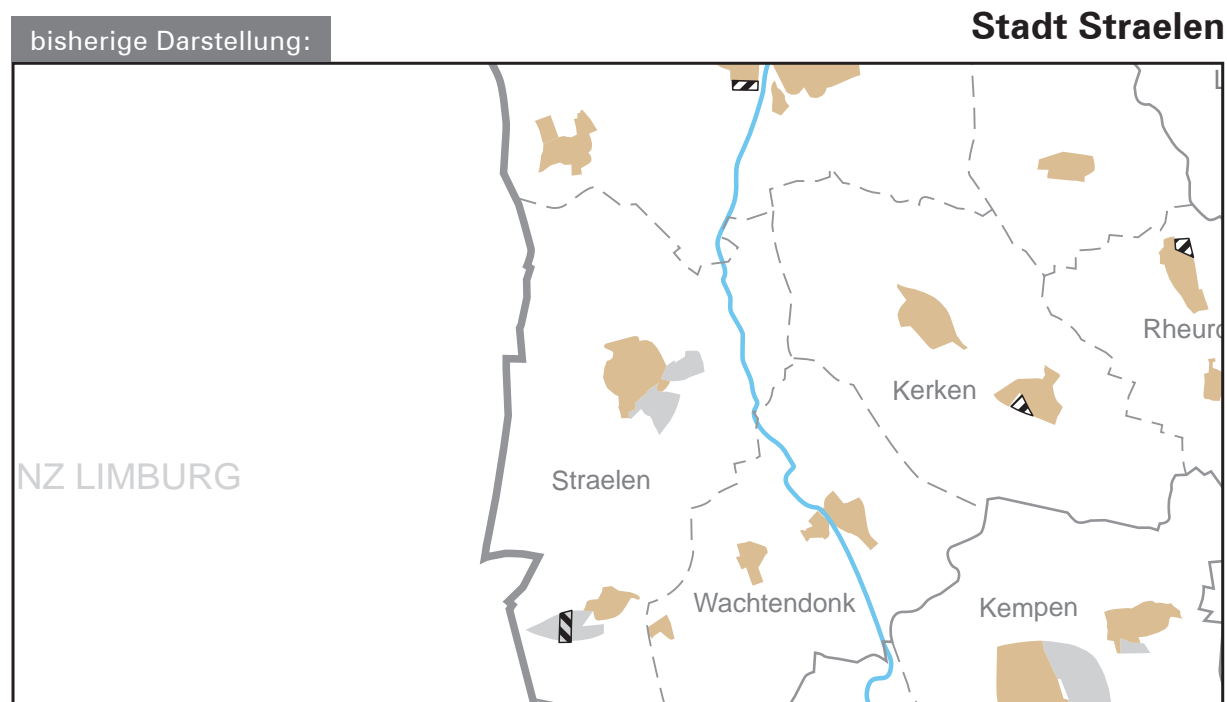 Stadt Straelen
bisherige Darstellung:
Kerken
NZ LIMBURG
Straelen
Wachtendonk
Kempen